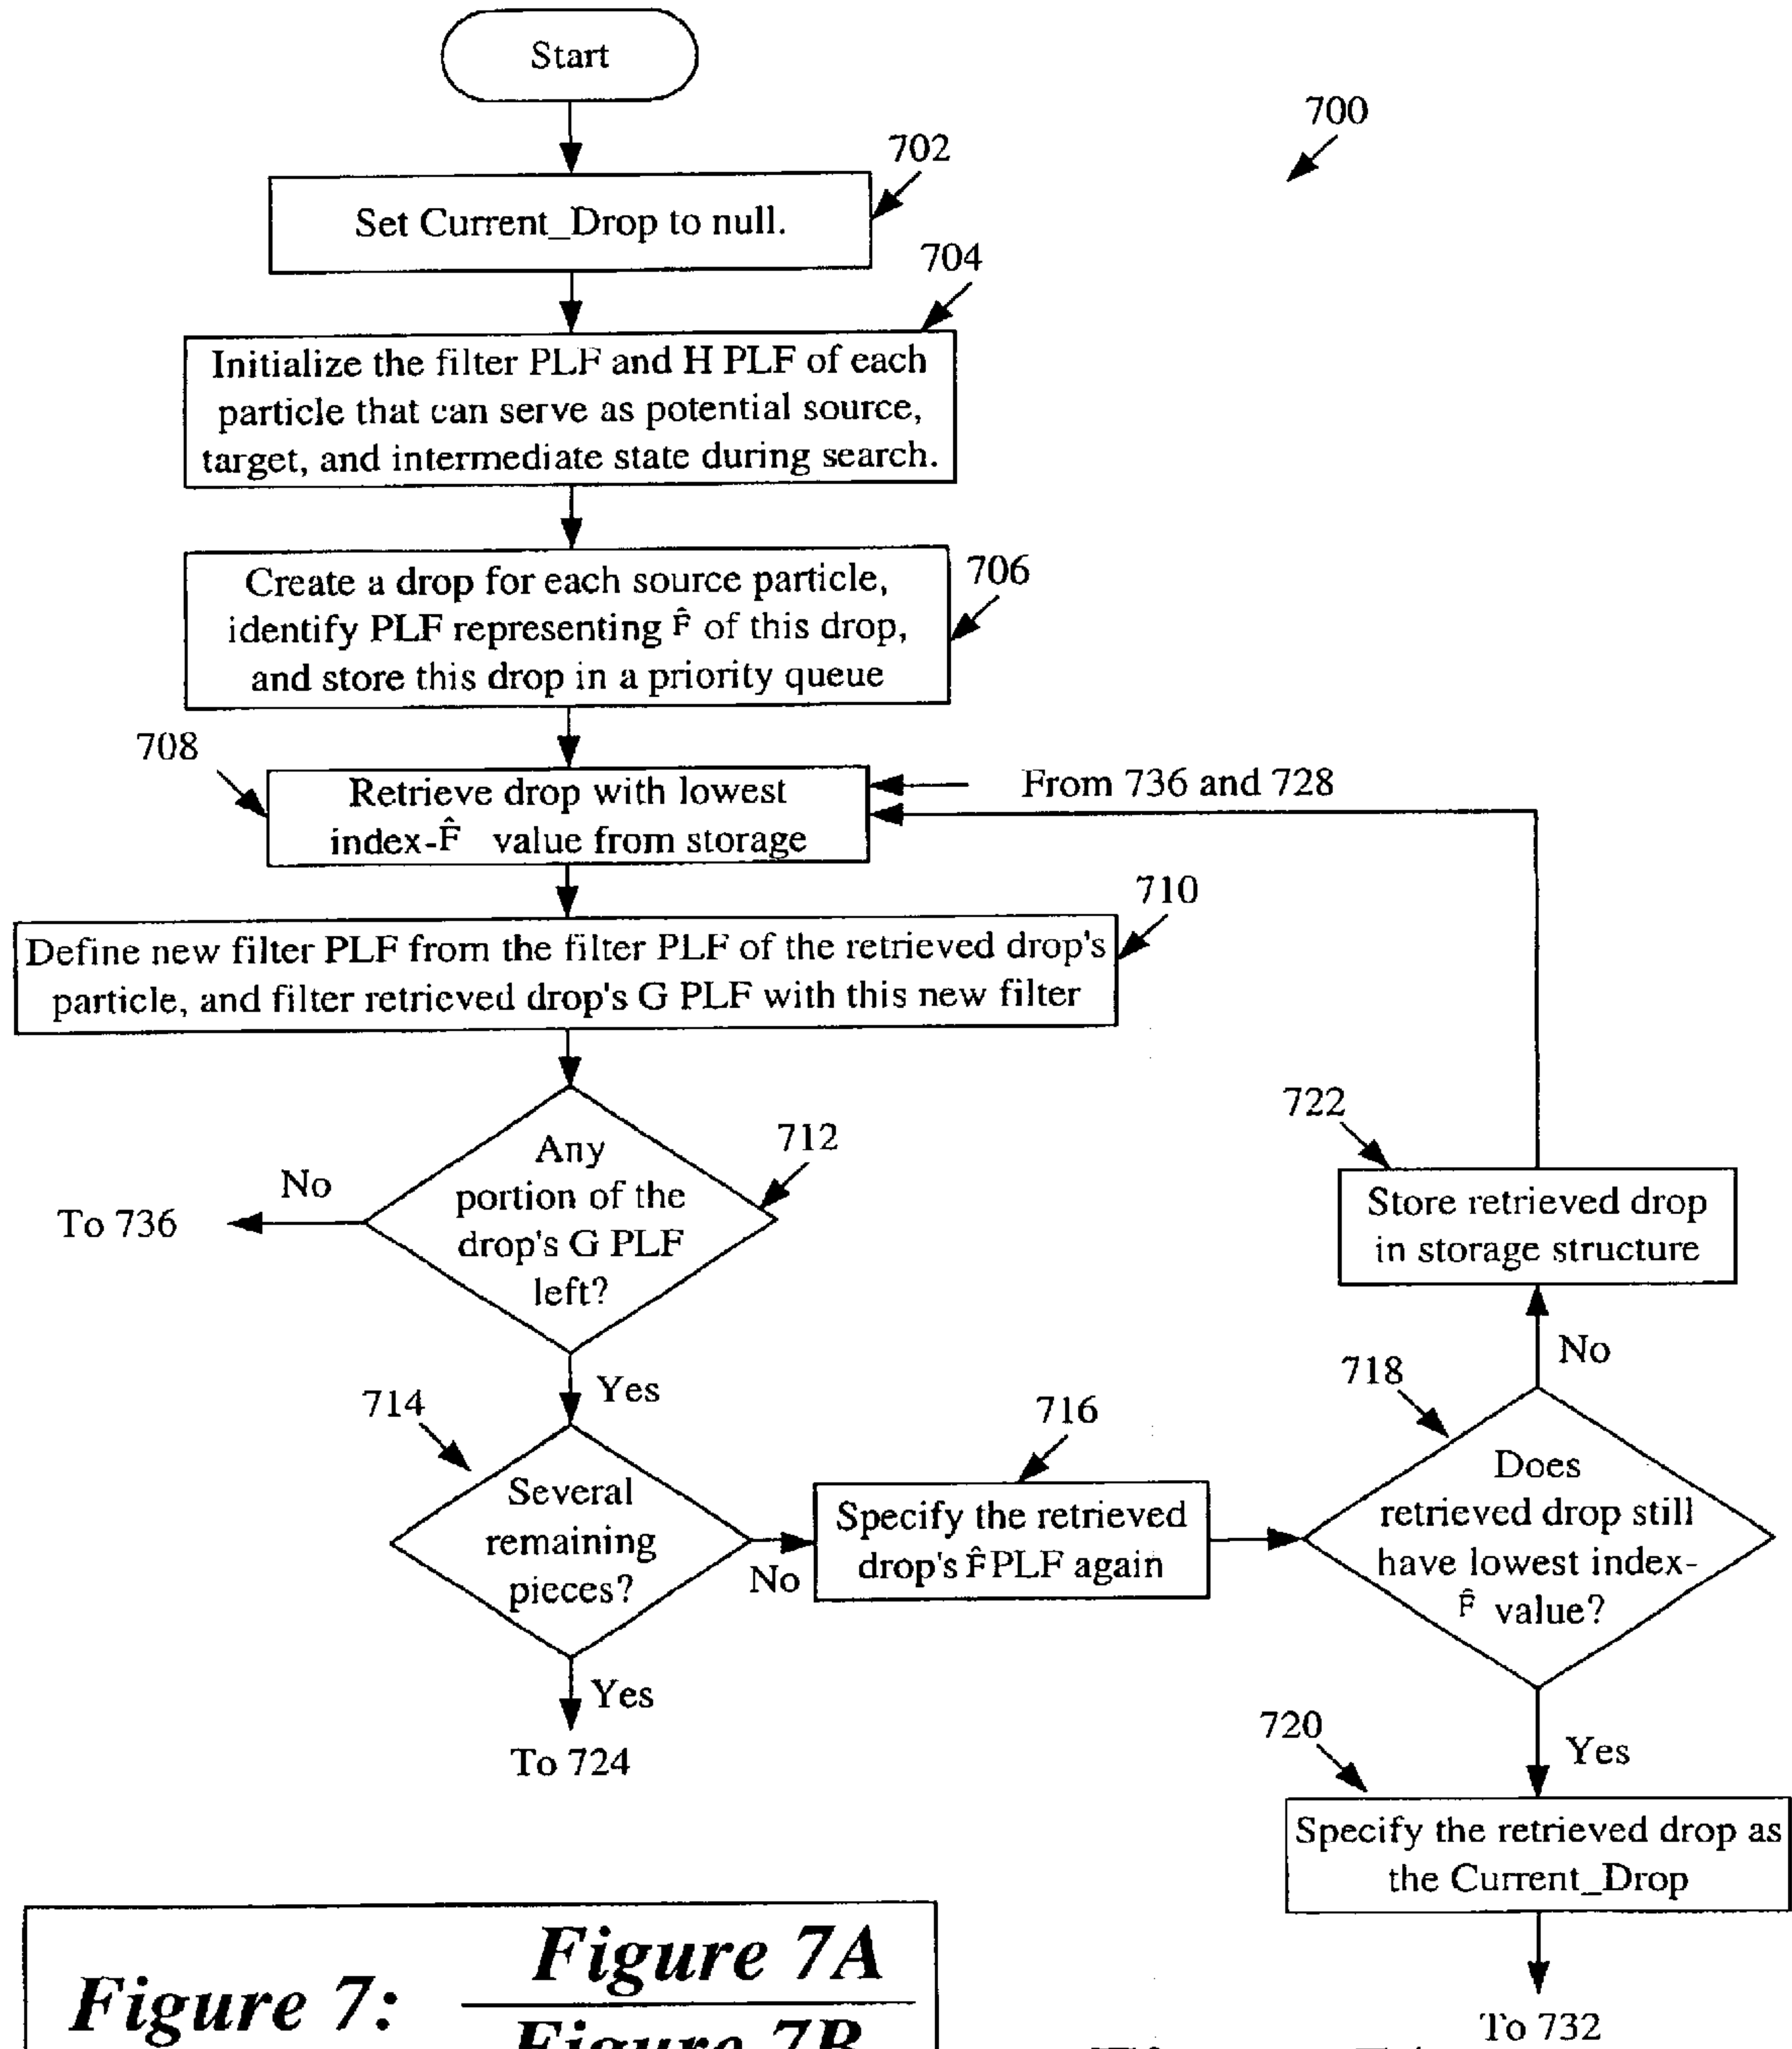 Start
700
702
Set Current_Drop to null.
704
Initialize the filter PLF and H PLF of each
particle that can serve as potential source,
target, and intermediate state during search.
706
Create a drop for each source particle,
identify PLF representing F̂ of this drop,
and store this drop in a priority queue
708
Retrieve drop with lowest
index-F̂ value from storage
From 736 and 728
710
Define new filter PLF from the filter PLF of the retrieved drop's
particle, and filter retrieved drop's G PLF with this new filter
712
Any
portion of the
drop's G PLF
left?
No
To 736
Yes
722
Store retrieved drop
in storage structure
No
714
Several
remaining
pieces?
No
716
Specify the retrieved
drop's F̂ PLF again
718
Does
retrieved drop still
have lowest index-
F̂ value?
Yes
To 724
Yes
720
Specify the retrieved drop as
the Current_Drop
To 732
Figure 7:
Figure 7A
Figure 7B